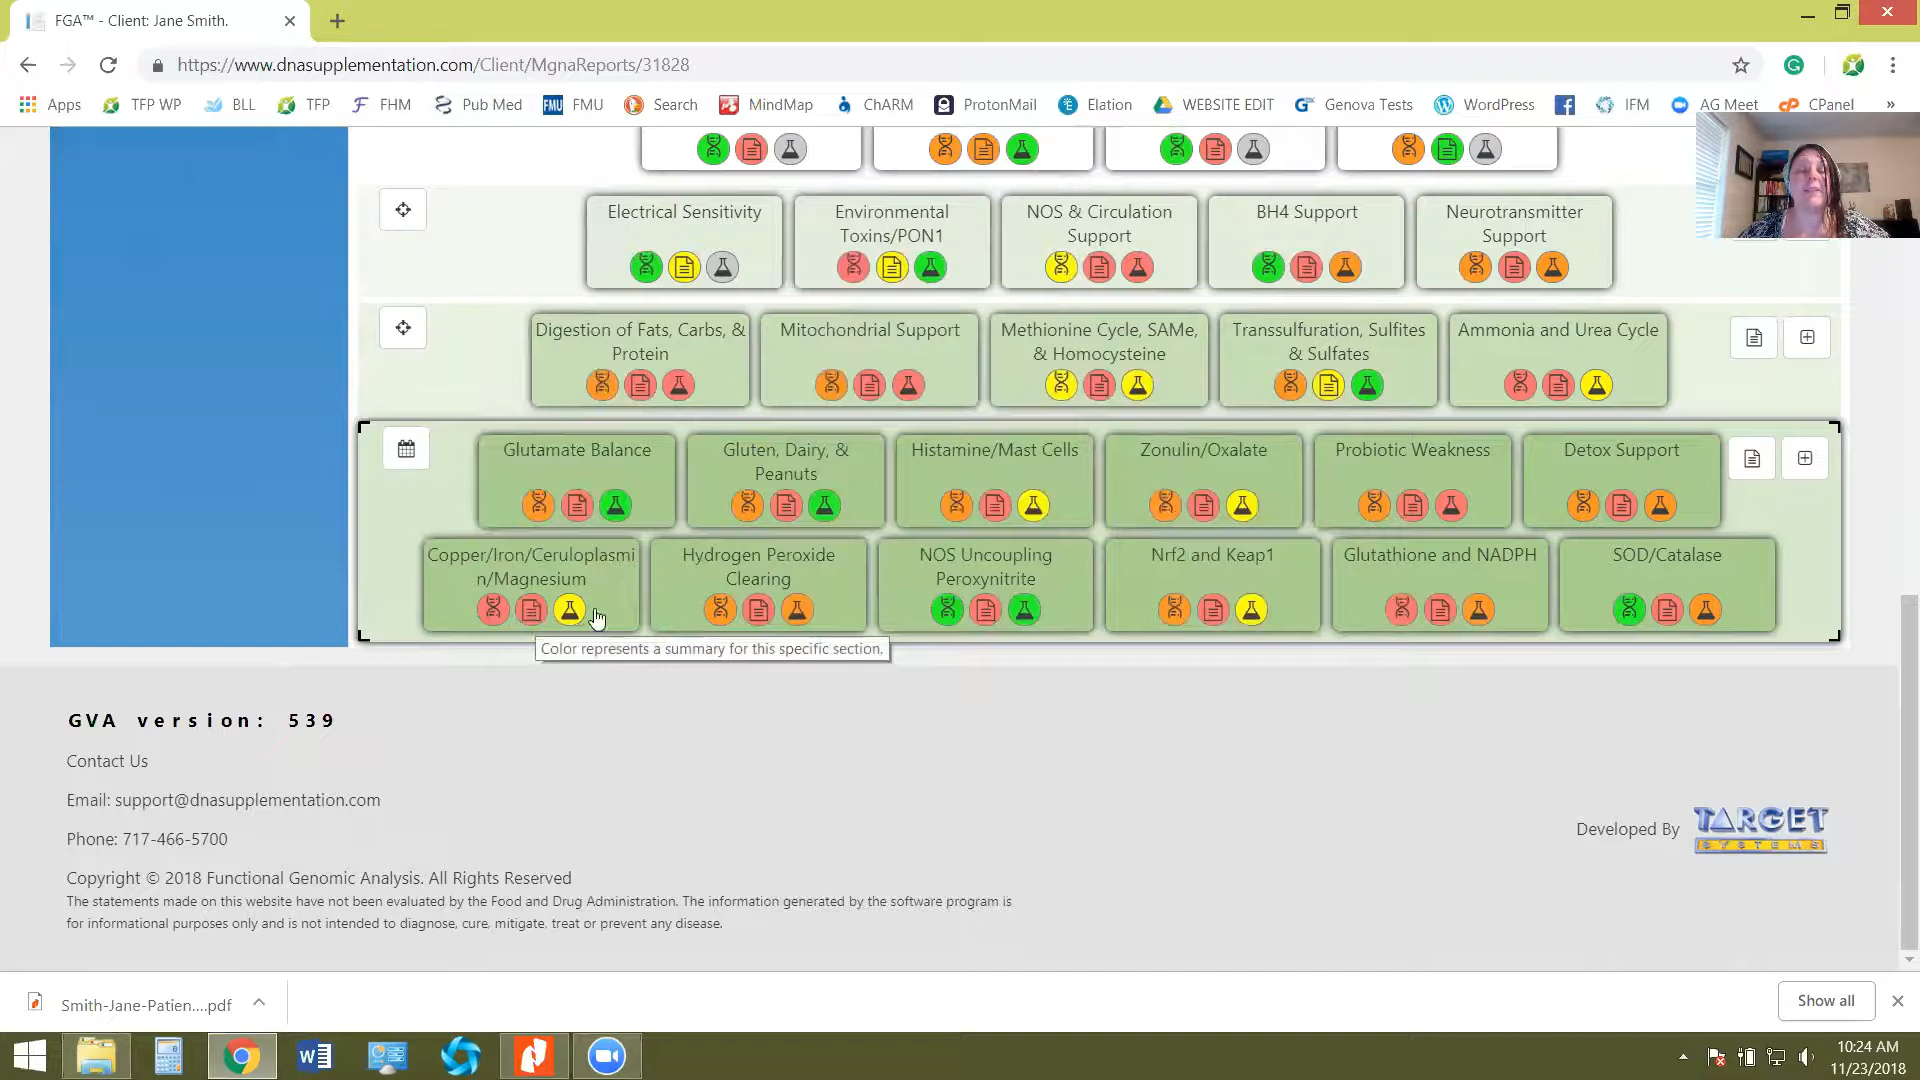 FGA™ - Client: Jane Smith.
https://www.dnasupplementation.com/Client/MgnaReports/31828
Apps TFP WP BLL TFP FHM Pub Med FMU FMU Search MindMap ChARM ProtonMail Elation WEBSITE EDIT Genova Tests WordPress IFM AG Meet CPanel »
Electrical Sensitivity
Environmental
Toxins/PON1
NOS & Circulation
Support
BH4 Support
Neurotransmitter
Support
Digestion of Fats, Carbs, &
Protein
Mitochondrial Support
Methionine Cycle, SAMe,
& Homocysteine
Transsulfuration, Sulfites
& Sulfates
Ammonia and Urea Cycle
Glutamate Balance
Gluten, Dairy, &
Peanuts
Histamine/Mast Cells
Zonulin/Oxalate
Probiotic Weakness
Detox Support
Copper/Iron/Ceruloplasmi
n/Magnesium
Hydrogen Peroxide
Clearing
NOS Uncoupling
Peroxynitrite
Nrf2 and Keap1
Glutathione and NADPH
SOD/Catalase
Color represents a summary for this specific section.
GVA version: 539
Contact Us
Email: support@dnasupplementation.com
Phone: 717-466-5700
Developed By TARGET
SYSTEMS
Copyright © 2018 Functional Genomic Analysis. All Rights Reserved
The statements made on this website have not been evaluated by the Food and Drug Administration. The information generated by the software program is
for informational purposes only and is not intended to diagnose, cure, mitigate, treat or prevent any disease.
Smith-Jane-Patien....pdf
Show all
10:24 AM
11/23/2018